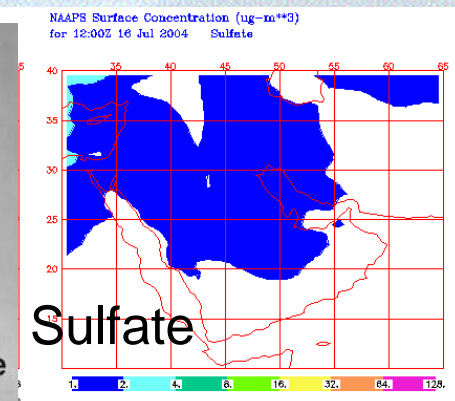 NAAPS Surface Concentration (ug-m**3)
for 12:00Z 16 Jul 2004 Sulfate
35 40 45 50 55 60 65
40
35
30
25
20
15
Sulfate
e
1. 2. 4. 8. 16. 32. 64. 128.